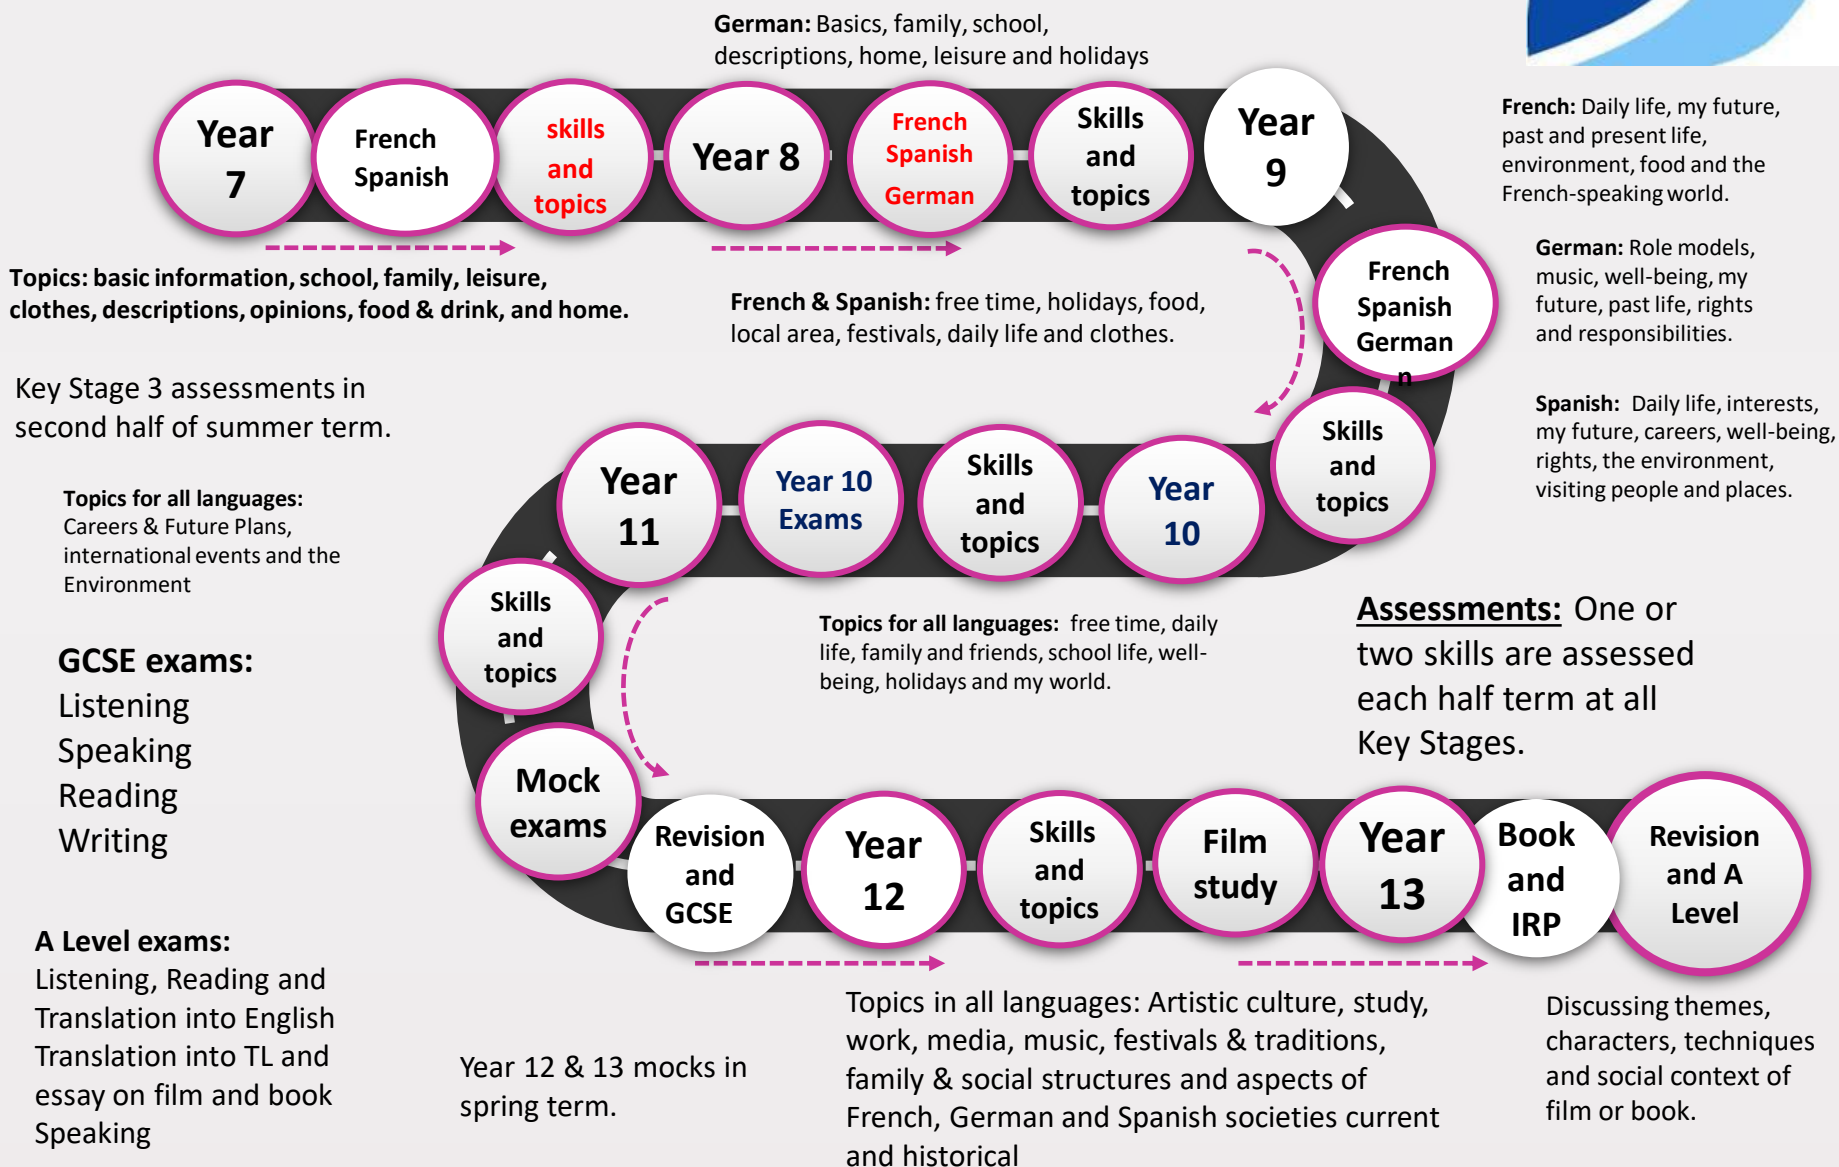 German: Basics, family, school,
descriptions, home, leisure and holidays
Year
7
French
Spanish
skills
and
topics
Year 8
French
Spanish
German
Skills
and
topics
Year
9
French: Daily life, my future,
past and present life,
environment, food and the
French-speaking world.
Topics: basic information, school, family, leisure,
clothes, descriptions, opinions, food & drink, and home.
French & Spanish: free time, holidays, food,
local area, festivals, daily life and clothes.
French
Spanish
German
n
German: Role models,
music, well-being, my
future, past life, rights
and responsibilities.
Key Stage 3 assessments in
second half of summer term.
Spanish: Daily life, interests,
my future, careers, well-being,
rights, the environment,
visiting people and places.
Skills
and
topics
Year
10
Skills
and
topics
Year 10
Exams
Year
11
Topics for all languages:
Careers & Future Plans,
international events and the
Environment
Skills
and
topics
Topics for all languages: free time, daily
life, family and friends, school life, well-
being, holidays and my world.
Assessments: One or
two skills are assessed
each half term at all
Key Stages.
GCSE exams:
Listening
Speaking
Reading
Writing
Mock
exams
Revision
and
GCSE
Year
12
Skills
and
topics
Film
study
Year
13
Book
and
IRP
Revision
and A
Level
A Level exams:
Listening, Reading and
Translation into English
Translation into TL and
essay on film and book
Speaking
Year 12 & 13 mocks in
spring term.
Topics in all languages: Artistic culture, study,
work, media, music, festivals & traditions,
family & social structures and aspects of
French, German and Spanish societies current
and historical
Discussing themes,
characters, techniques
and social context of
film or book.